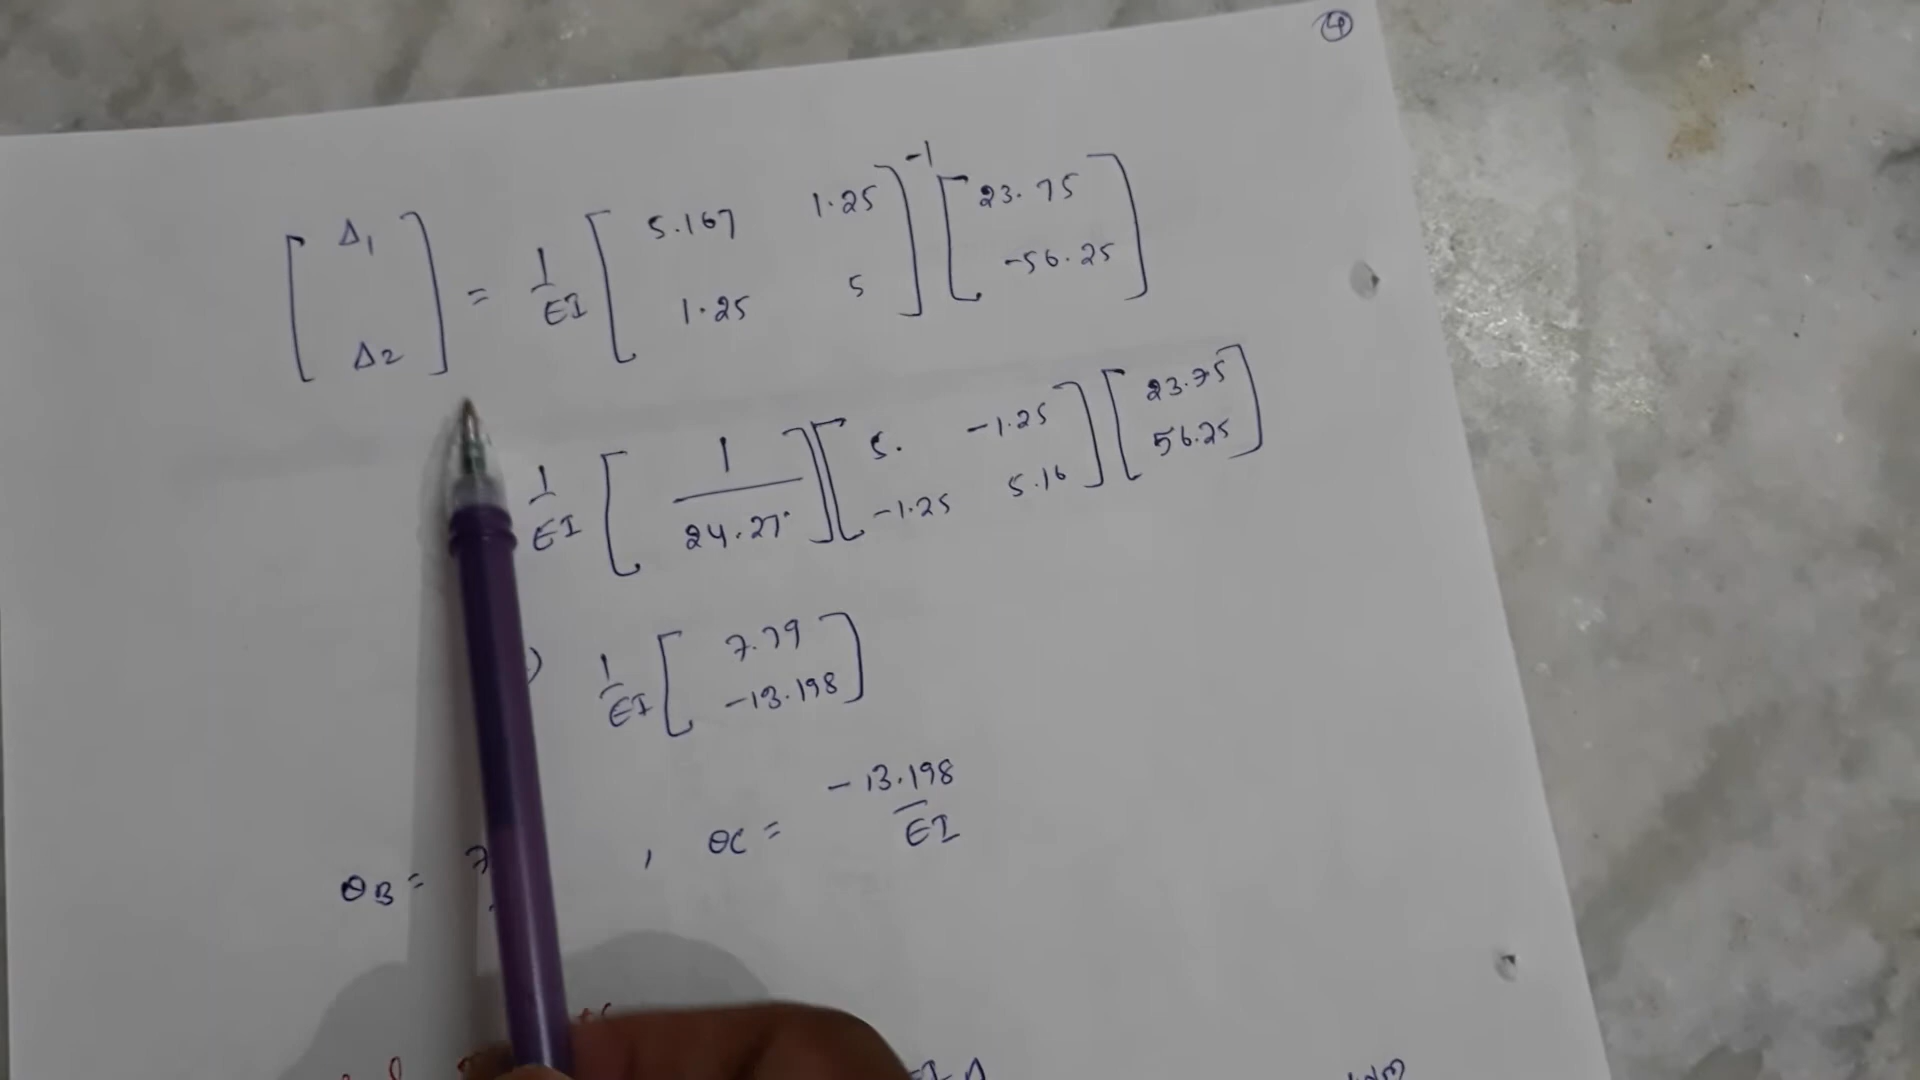 4
[Δ1 Δ2] = 1/EI [5.167 1.25 1.25 5]^-1 [23.75 -56.25]
1/EI [1/24.27] [5. -1.25 -1.25 5.16] [23.75 56.25]
1/EI [7.79 -13.198]
θB = 7 , θC = -13.198/EI